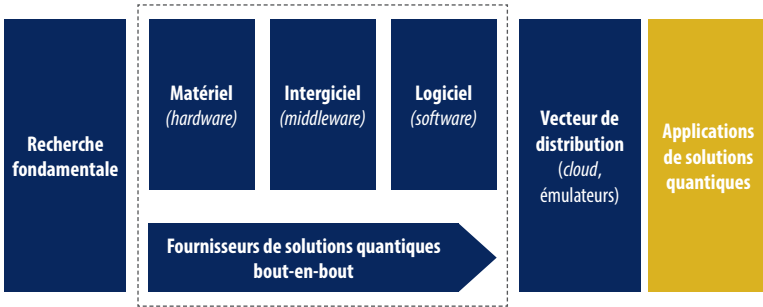 Recherche
fondamentale
Matériel
(hardware)
Intergiciel
(middleware)
Logiciel
(software)
Fournisseurs de solutions quantiques
bout-en-bout
Vecteur de
distribution
(cloud,
émulateurs)
Applications
de solutions
quantiques